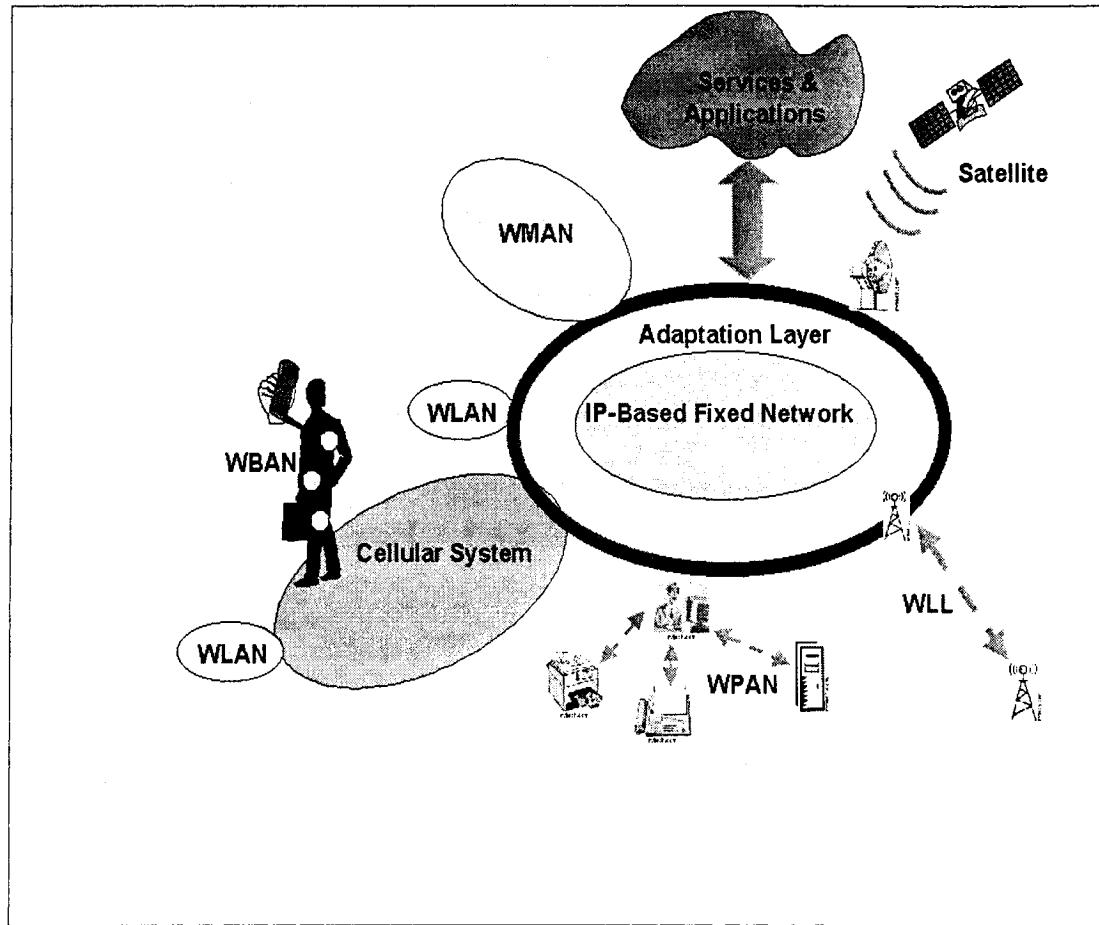 Services &
Applications
Satellite
WMAN
Adaptation Layer
WLAN
IP-Based Fixed Network
WBAN
Cellular System
WLL
WLAN
WPAN